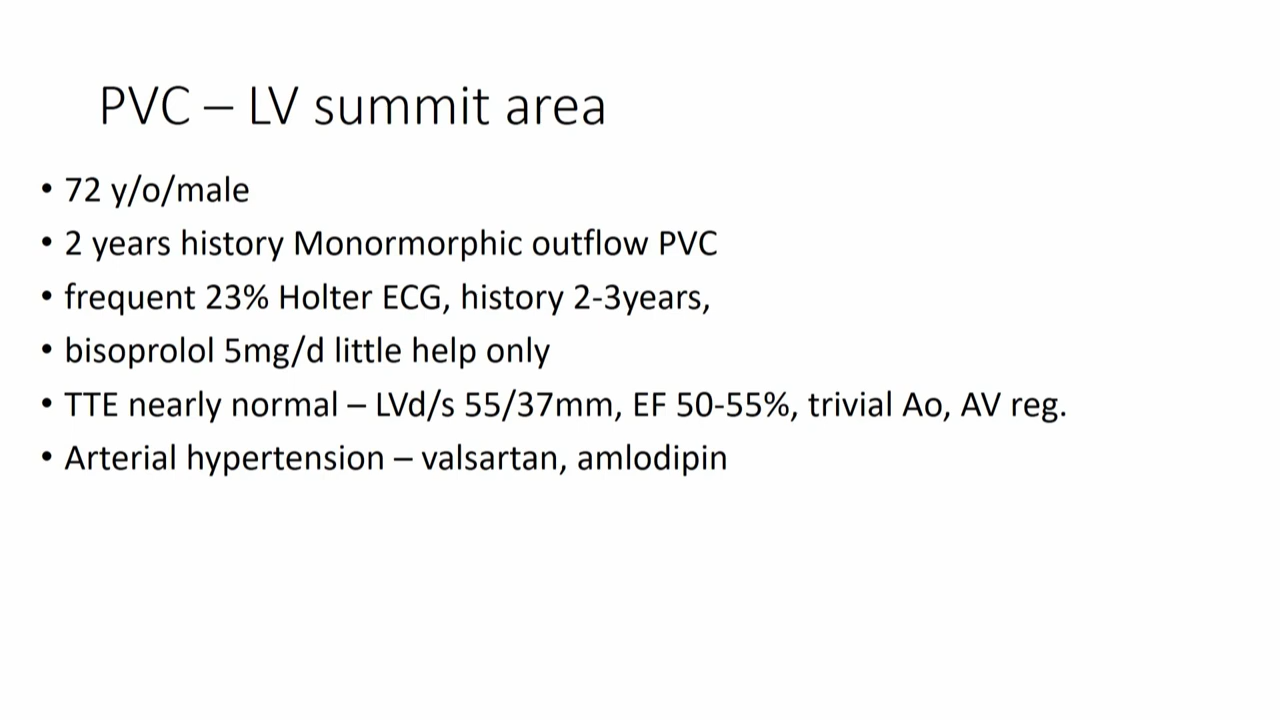 PVC – LV summit area
• 72 y/o/male
• 2 years history Monormorphic outflow PVC
• frequent 23% Holter ECG, history 2-3years,
• bisoprolol 5mg/d little help only
• TTE nearly normal – LVd/s 55/37mm, EF 50-55%, trivial Ao, AV reg.
• Arterial hypertension – valsartan, amlodipin